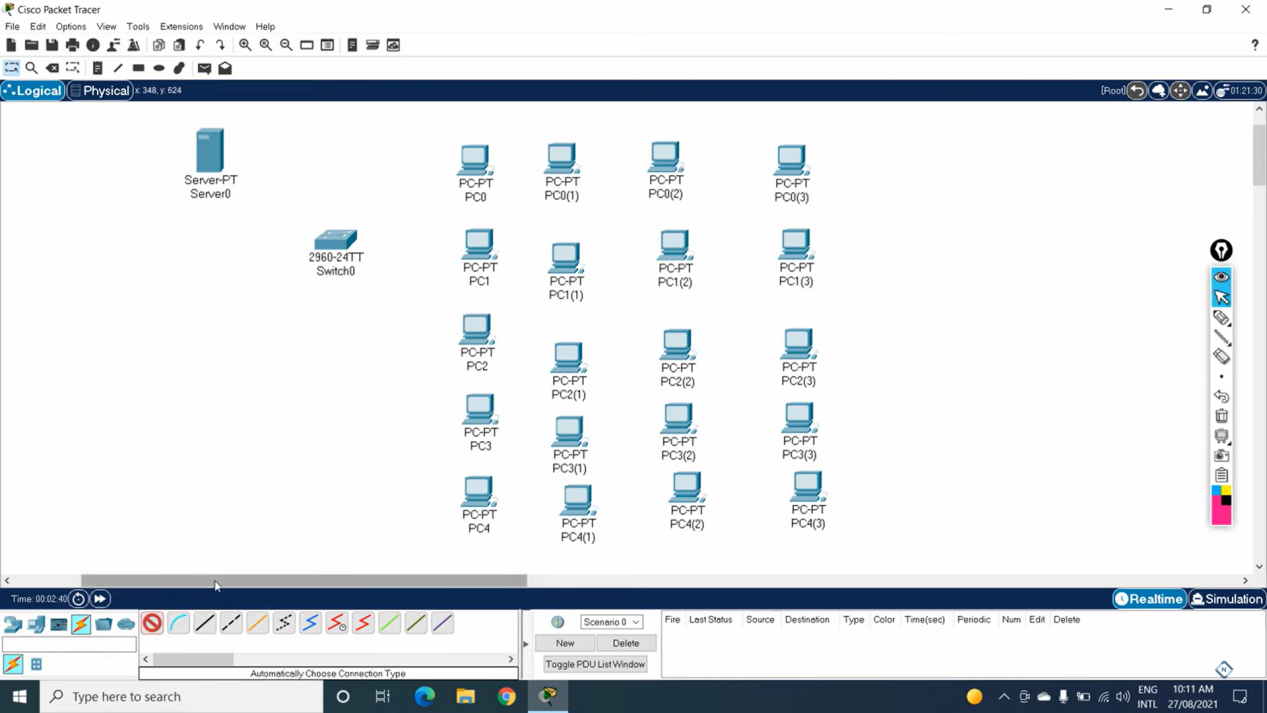 Cisco Packet Tracer
File Edit Options View Tools Extensions Window Help
?
Logical Physical x: 348, y: 624 [Root] 01:21:30
Server-PT
Server0
2960-24TT
Switch0
PC-PT
PC0
PC-PT
PC0(1)
PC-PT
PC0(2)
PC-PT
PC0(3)
PC-PT
PC1
PC-PT
PC1(1)
PC-PT
PC1(2)
PC-PT
PC1(3)
PC-PT
PC2
PC-PT
PC2(1)
PC-PT
PC2(2)
PC-PT
PC2(3)
PC-PT
PC3
PC-PT
PC3(1)
PC-PT
PC3(2)
PC-PT
PC3(3)
PC-PT
PC4
PC-PT
PC4(1)
PC-PT
PC4(2)
PC-PT
PC4(3)
Time: 00:02:40 Realtime Simulation
Scenario 0
New Delete
Toggle PDU List Window
Fire Last Status Source Destination Type Color Time(sec) Periodic Num Edit Delete
Automatically Choose Connection Type
Type here to search
ENG
INTL
10:11 AM
27/08/2021